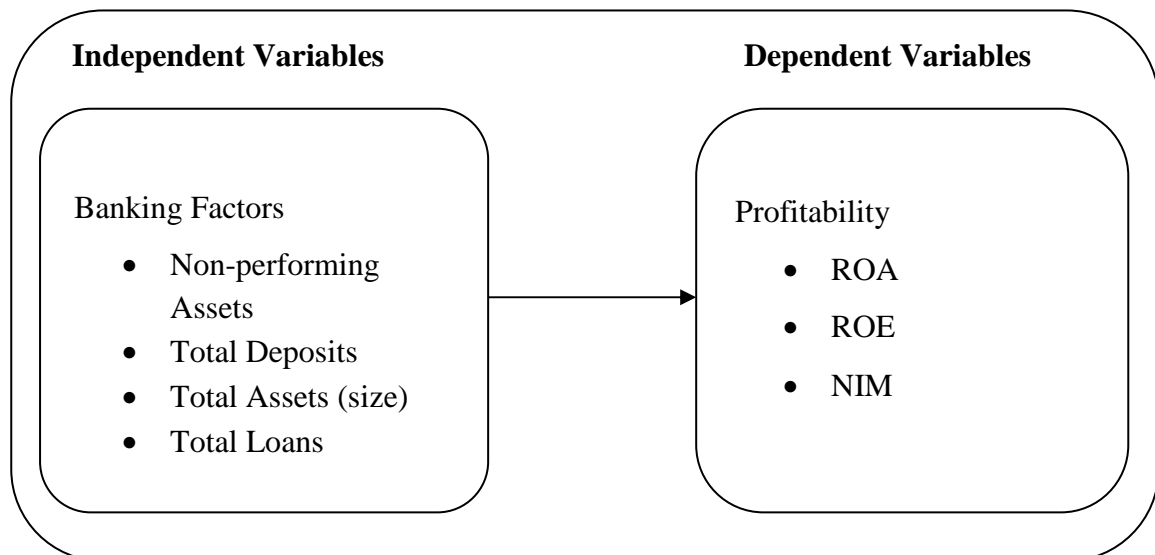 Independent Variables
Dependent Variables
Banking Factors
• Non-performing
Assets
• Total Deposits
• Total Assets (size)
• Total Loans
Profitability
• ROA
• ROE
• NIM